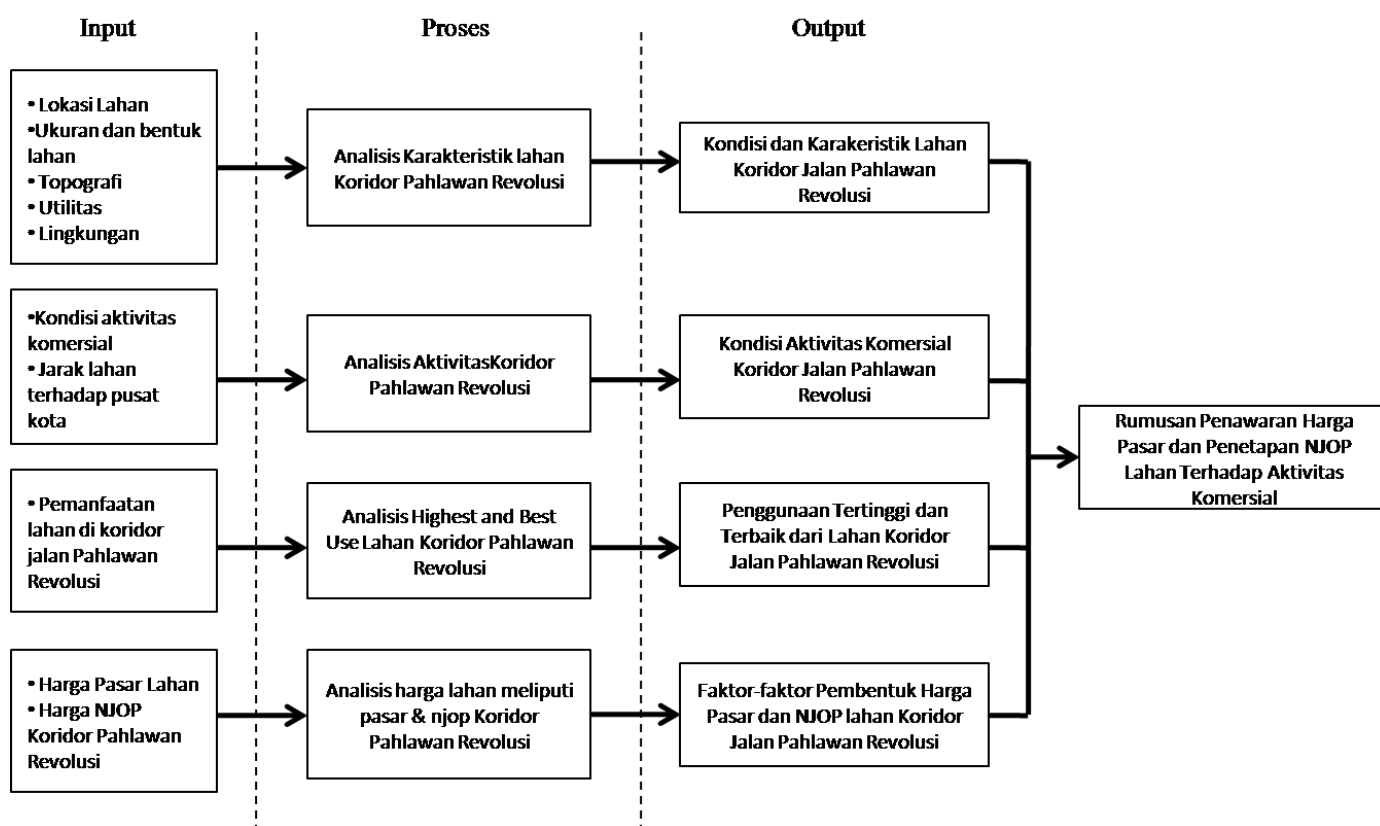 Input
Proses
Output
• Lokasi Lahan
•Ukuran dan bentuk
lahan
• Topografi
• Utilitas
• Lingkungan
Analisis Karakteristik lahan
Koridor Pahlawan Revolusi
Kondisi dan Karakeristik Lahan
Koridor Jalan Pahlawan
Revolusi
•Kondisi aktivitas
komersial
• Jarak lahan
terhadap pusat
kota
Analisis AktivitasKoridor
Pahlawan Revolusi
Kondisi Aktivitas Komersial
Koridor Jalan Pahlawan
Revolusi
• Pemanfaatan
lahan di koridor
jalan Pahlawan
Revolusi
Analisis Highest and Best
Use Lahan Koridor Pahlawan
Revolusi
Penggunaan Tertinggi dan
Terbaik dari Lahan Koridor
Jalan Pahlawan Revolusi
• Harga Pasar Lahan
• Harga NJOP
Koridor Pahlawan
Revolusi
Analisis harga lahan meliputi
pasar & njop Koridor
Pahlawan Revolusi
Faktor-faktor Pembentuk Harga
Pasar dan NJOP lahan Koridor
Jalan Pahlawan Revolusi
Rumusan Penawaran Harga
Pasar dan Penetapan NJOP
Lahan Terhadap Aktivitas
Komersial